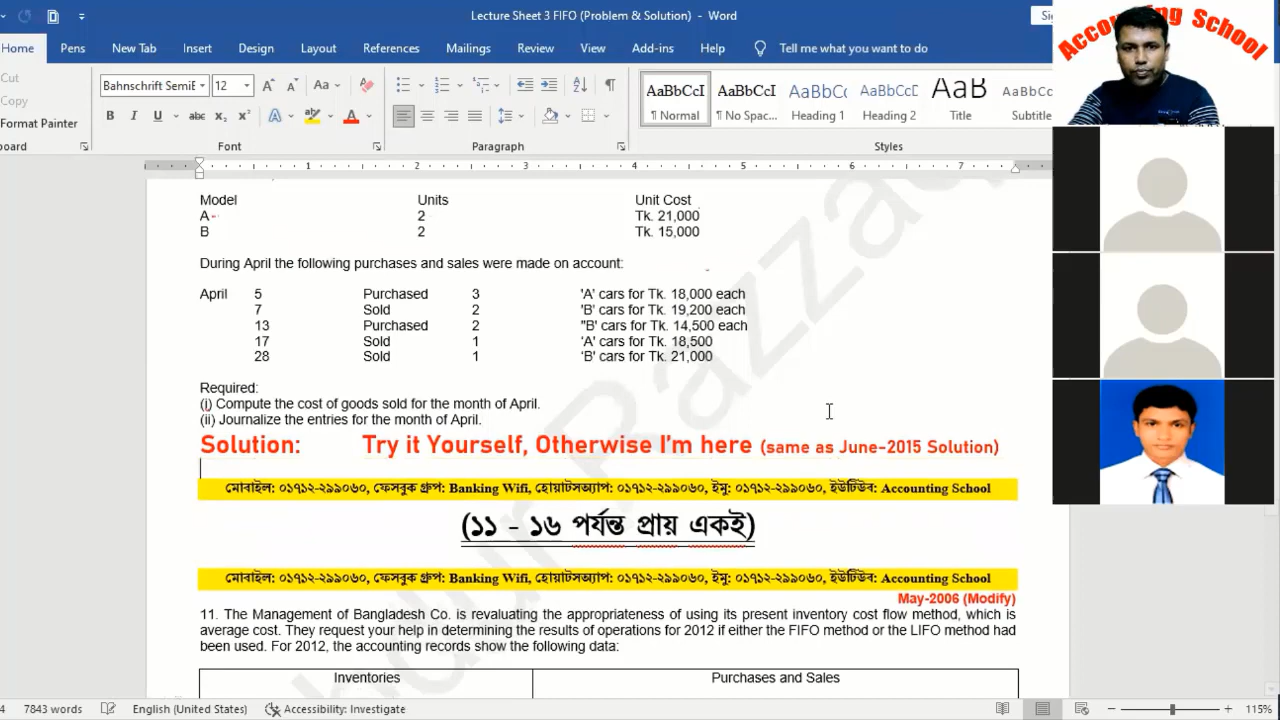 Lecture Sheet 3 FIFO (Problem & Solution) - Word
Accounting School
Home Pens New Tab Insert Design Layout References Mailings Review View Add-ins Help Tell me what you want to do
Cut
Copy
Format Painter
Bahnschrift SemiE 12
AaBbCcI AaBbCcI AaBbCc AaBbCcD AaB AaBbCcD
¶ Normal ¶ No Spac... Heading 1 Heading 2 Title Subtitle
board Font Paragraph Styles
1 2 3 4 5 6 7
Model Units Unit Cost
A 2 Tk. 21,000
B 2 Tk. 15,000
During April the following purchases and sales were made on account:
April 5 Purchased 3 'A' cars for Tk. 18,000 each
7 Sold 2 'B' cars for Tk. 19,200 each
13 Purchased 2 "B' cars for Tk. 14,500 each
17 Sold 1 'A' cars for Tk. 18,500
28 Sold 1 'B' cars for Tk. 21,000
Required:
(i) Compute the cost of goods sold for the month of April.
(ii) Journalize the entries for the month of April.
Solution: Try it Yourself, Otherwise I'm here (same as June-2015 Solution)
মোবাইল: ০১৭১২-২৯৯০৬০, ফেসবুক গ্রুপ: Banking Wifi, হোয়াটসঅ্যাপ: ০১৭১২-২৯৯০৬০, ইমু: ০১৭১২-২৯৯০৬০, ইউটিউব: Accounting School
(১১ - ১৬ পর্যন্ত প্রায় একই)
মোবাইল: ০১৭১২-২৯৯০৬০, ফেসবুক গ্রুপ: Banking Wifi, হোয়াটসঅ্যাপ: ০১৭১২-২৯৯০৬০, ইমু: ০১৭১২-২৯৯০৬০, ইউটিউব: Accounting School
May-2006 (Modify)
11. The Management of Bangladesh Co. is revaluating the appropriateness of using its present inventory cost flow method, which is
average cost. They request your help in determining the results of operations for 2012 if either the FIFO method or the LIFO method had
been used. For 2012, the accounting records show the following data:
Inventories Purchases and Sales
4 7843 words English (United States) Accessibility: Investigate 115%